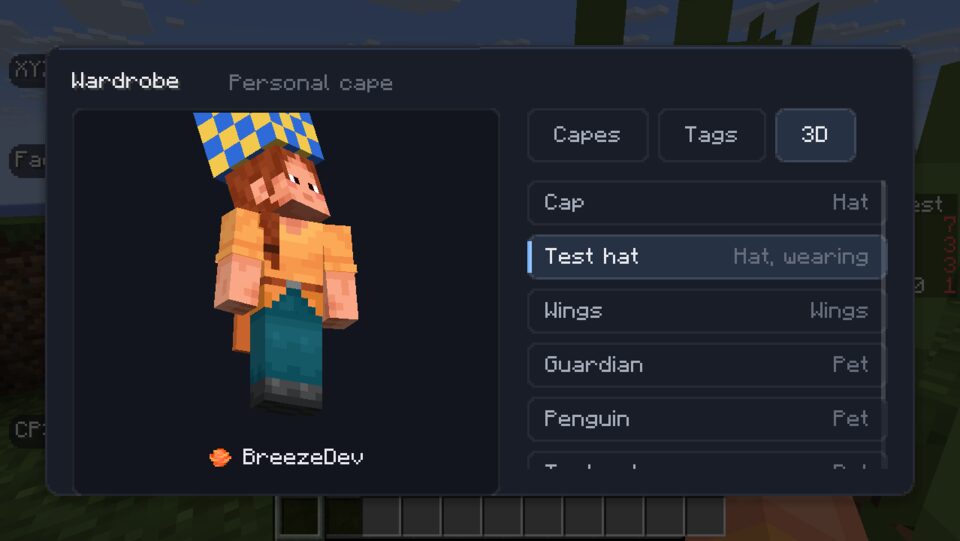 XYZ
Wardrobe
Personal cape
Capes
Tags
3D
Cap
Hat
Test hat
Hat, wearing
Wings
Wings
Guardian
Pet
Penguin
Pet
BreezeDev